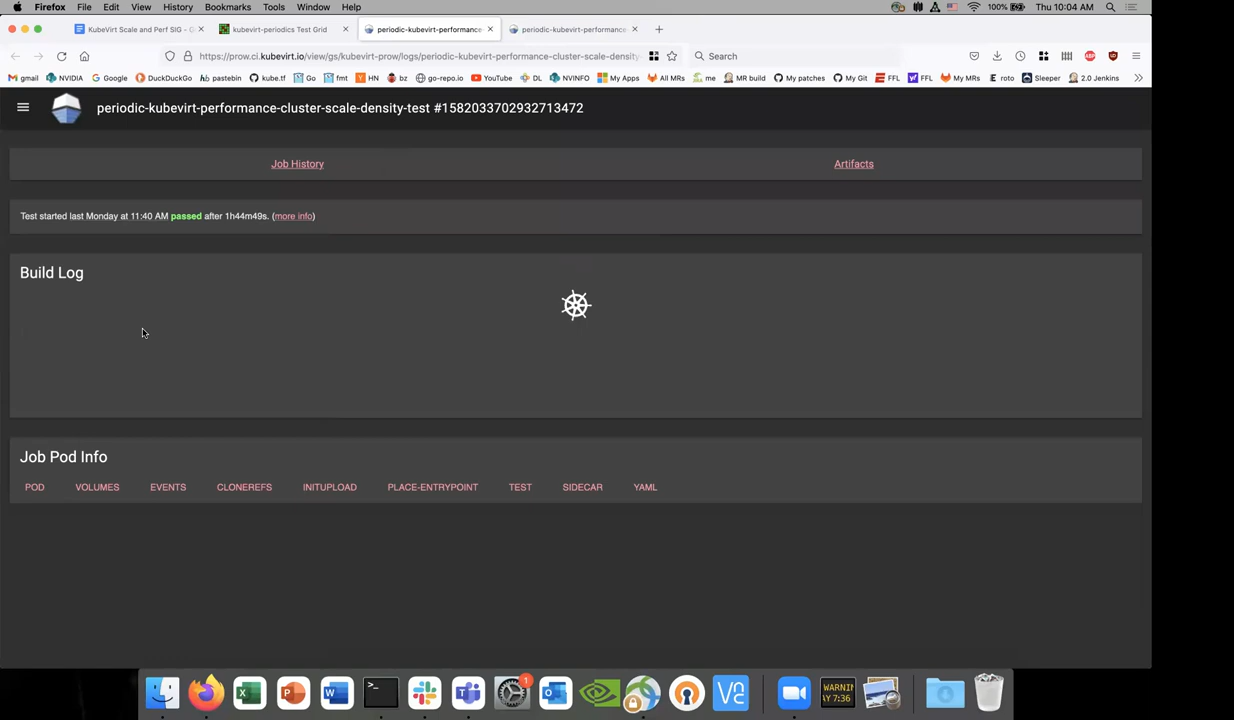 Firefox File Edit View History Bookmarks Tools Window Help 100% Thu 10:04 AM
KubeVirt Scale and Perf SIG - G
kubevirt-periodics Test Grid
periodic-kubevirt-performance
periodic-kubevirt-performance
https://prow.ci.kubevirt.io/view/gs/kubevirt-prow/logs/periodic-kubevirt-performance-cluster-scale-density- Search
gmail NVIDIA Google DuckDuckGo pastebin kube.tf Go fmt HN bz go-repo.io YouTube DL NVINFO My Apps All MRs me MR build My patches My Git FFL FFL My MRs roto Sleeper 2.0 Jenkins
periodic-kubevirt-performance-cluster-scale-density-test #1582033702932713472
Job History Artifacts
Test started last Monday at 11:40 AM passed after 1h44m49s. (more info)
Build Log
Job Pod Info
POD VOLUMES EVENTS CLONEREFS INITUPLOAD PLACE-ENTRYPOINT TEST SIDECAR YAML
1
WARNIN
AY 7:36